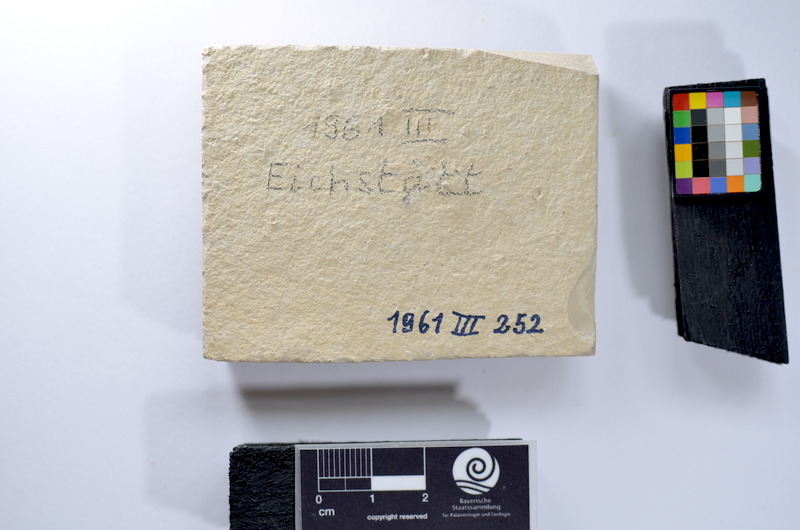 1961 III
Eichstätt
1961 III 252
0 1 2
cm
copyright reserved
Bayerische
Staatssammlung
für Paläontologie und Geologie